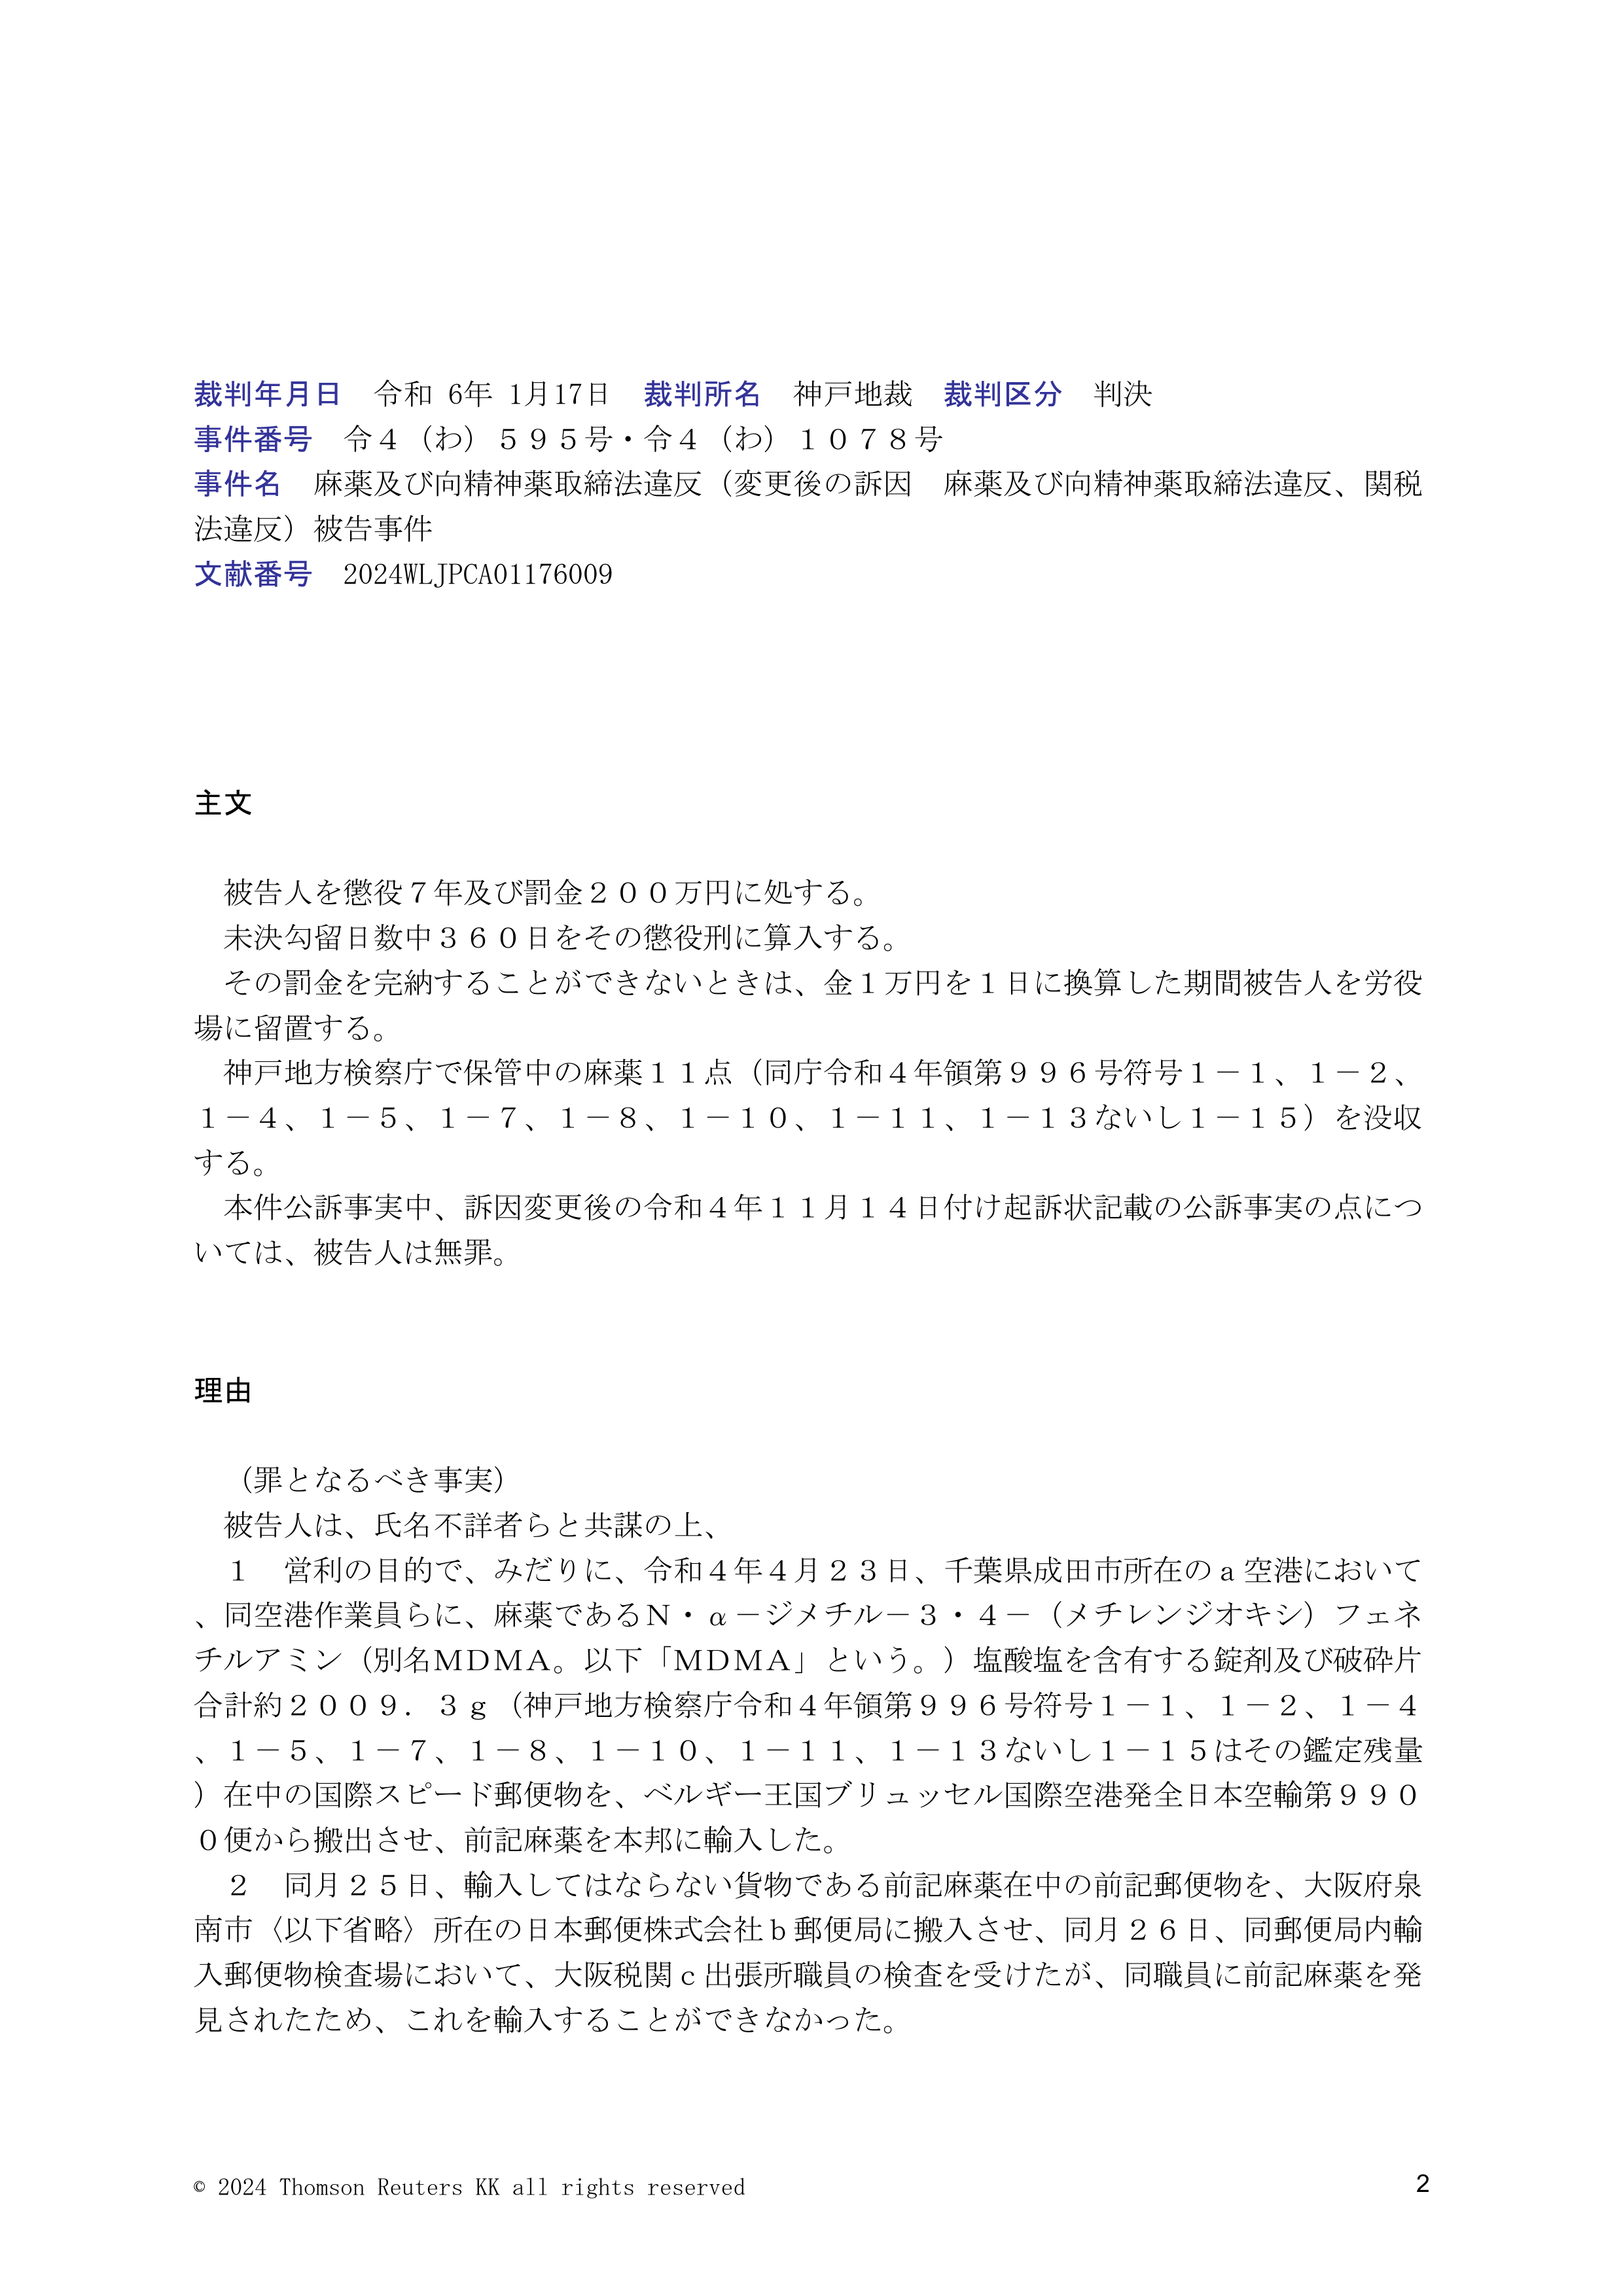 裁判年月日　令和 6年 1月17日　裁判所名　神戸地裁　裁判区分　判決
事件番号　令４（わ）５９５号・令４（わ）１０７８号
事件名　麻薬及び向精神薬取締法違反（変更後の訴因　麻薬及び向精神薬取締法違反、関税
法違反）被告事件
文献番号　2024WLJPCA01176009
主文
　被告人を懲役７年及び罰金２００万円に処する。
　未決勾留日数中３６０日をその懲役刑に算入する。
　その罰金を完納することができないときは、金１万円を１日に換算した期間被告人を労役
場に留置する。
　神戸地方検察庁で保管中の麻薬１１点（同庁令和４年領第９９６号符号１－１、１－２、
１－４、１－５、１－７、１－８、１－１０、１－１１、１－１３ないし１－１５）を没収
する。
　本件公訴事実中、訴因変更後の令和４年１１月１４日付け起訴状記載の公訴事実の点につ
いては、被告人は無罪。
理由
　（罪となるべき事実）
　被告人は、氏名不詳者らと共謀の上、
　１　営利の目的で、みだりに、令和４年４月２３日、千葉県成田市所在のａ空港において
、同空港作業員らに、麻薬であるＮ・α－ジメチル－３・４－（メチレンジオキシ）フェネ
チルアミン（別名ＭＤＭＡ。以下「ＭＤＭＡ」という。）塩酸塩を含有する錠剤及び破砕片
合計約２００９．３ｇ（神戸地方検察庁令和４年領第９９６号符号１－１、１－２、１－４
、１－５、１－７、１－８、１－１０、１－１１、１－１３ないし１－１５はその鑑定残量
）在中の国際スピード郵便物を、ベルギー王国ブリュッセル国際空港発全日本空輸第９９０
０便から搬出させ、前記麻薬を本邦に輸入した。
　２　同月２５日、輸入してはならない貨物である前記麻薬在中の前記郵便物を、大阪府泉
南市〈以下省略〉所在の日本郵便株式会社ｂ郵便局に搬入させ、同月２６日、同郵便局内輸
入郵便物検査場において、大阪税関ｃ出張所職員の検査を受けたが、同職員に前記麻薬を発
見されたため、これを輸入することができなかった。
© 2024 Thomson Reuters KK all rights reserved
2